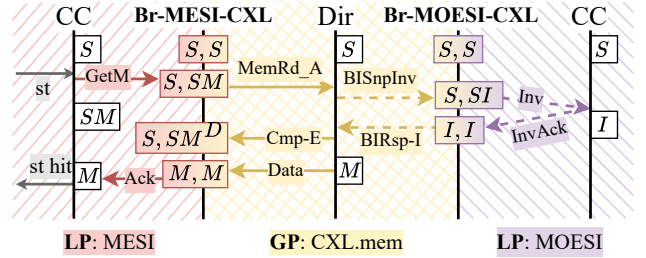 CC Br-MESI-CXL Dir Br-MOESI-CXL CC
S S, S S S, S S
st GetM S, SM MemRd_A BISnpInv S, SI Inv
SM S, SM^D Cmp-E BIRsp-I I, I InvAck I
st hit M Ack M, M Data M
LP: MESI GP: CXL.mem LP: MOESI